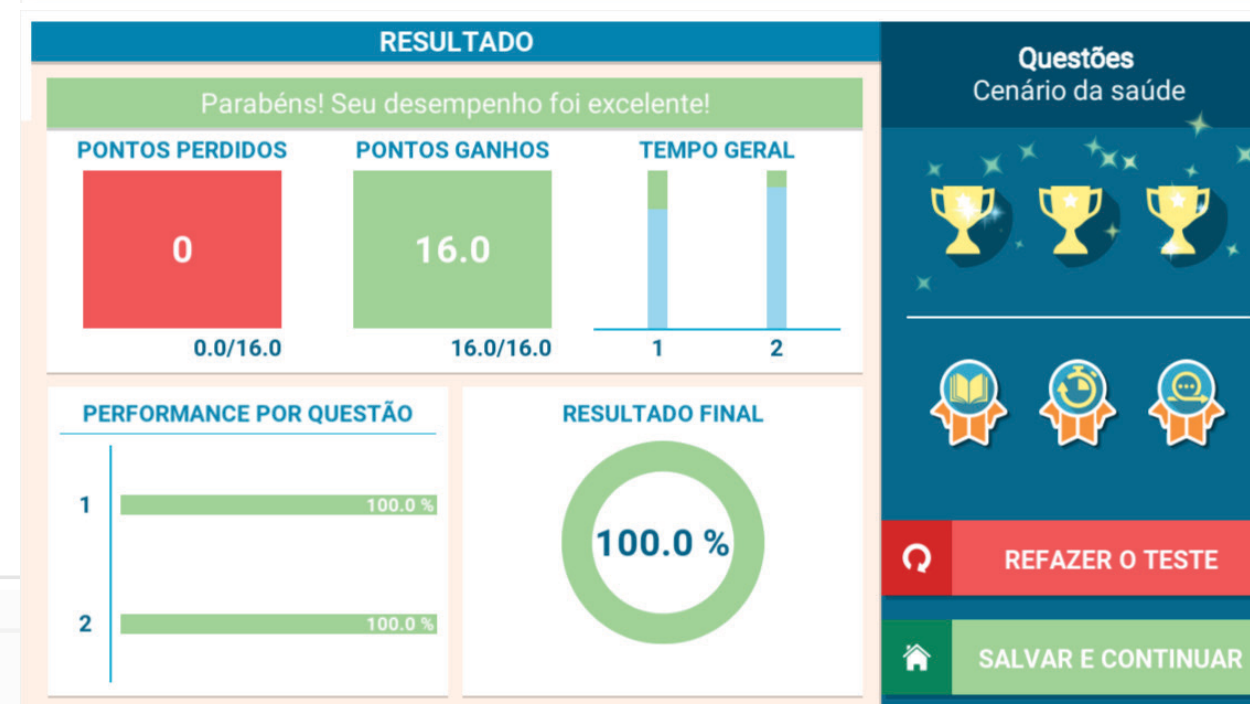 RESULTADO
Parabéns! Seu desempenho foi excelente!
PONTOS PERDIDOS
0
0.0/16.0
PONTOS GANHOS
16.0
16.0/16.0
TEMPO GERAL
1
2
PERFORMANCE POR QUESTÃO
1
100.0 %
2
100.0 %
RESULTADO FINAL
100.0 %
Questões
Cenário da saúde
REFAZER O TESTE
SALVAR E CONTINUAR